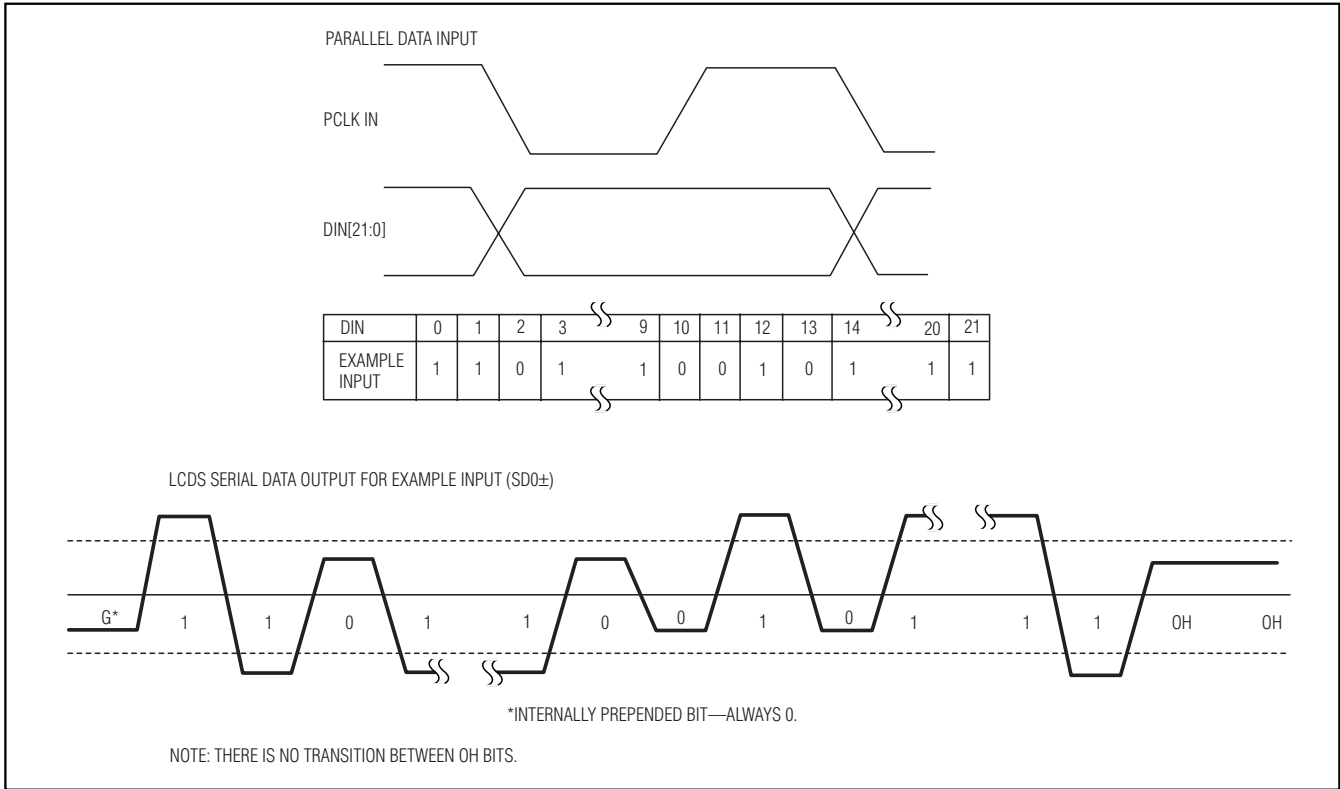 PARALLEL DATA INPUT
PCLK IN
DIN[21:0]
DIN 0 1 2 3 9 10 11 12 13 14 20 21
EXAMPLE INPUT 1 1 0 1 1 0 0 1 0 1 1 1
LCDS SERIAL DATA OUTPUT FOR EXAMPLE INPUT (SD0±)
G* 1 1 0 1 1 0 0 1 0 1 1 1 OH OH
*INTERNALLY PREPENDED BIT—ALWAYS 0.
NOTE: THERE IS NO TRANSITION BETWEEN OH BITS.